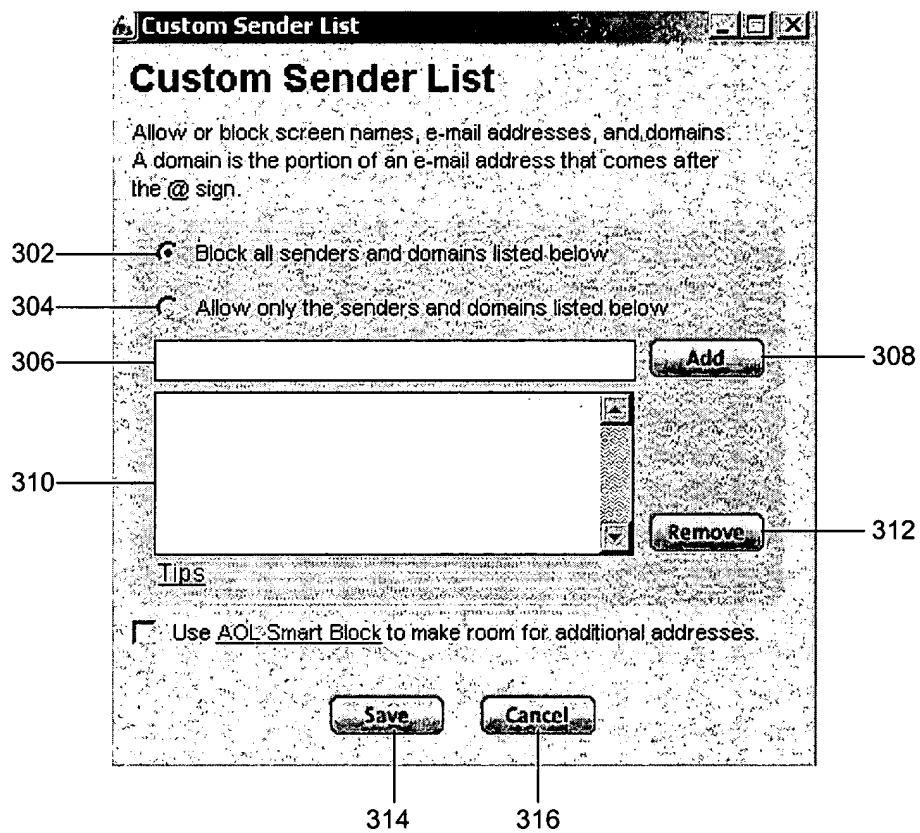 Custom Sender List
Custom Sender List
Allow or block screen names, e-mail addresses, and domains.
A domain is the portion of an e-mail address that comes after
the @ sign.
302
Block all senders and domains listed below
304
Allow only the senders and domains listed below
306
Add
308
310
Remove
312
Tips
Use AOL Smart Block to make room for additional addresses.
Save
Cancel
314
316